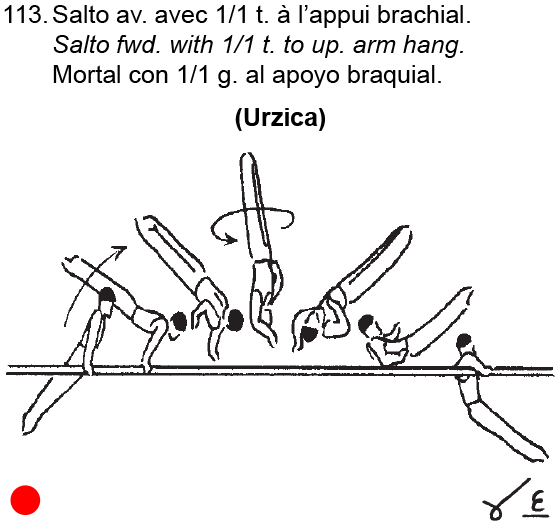 113. Salto av. avec 1/1 t. à l’appui brachial.
Salto fwd. with 1/1 t. to up. arm hang.
Mortal con 1/1 g. al apoyo braquial.
(Urzica)
E